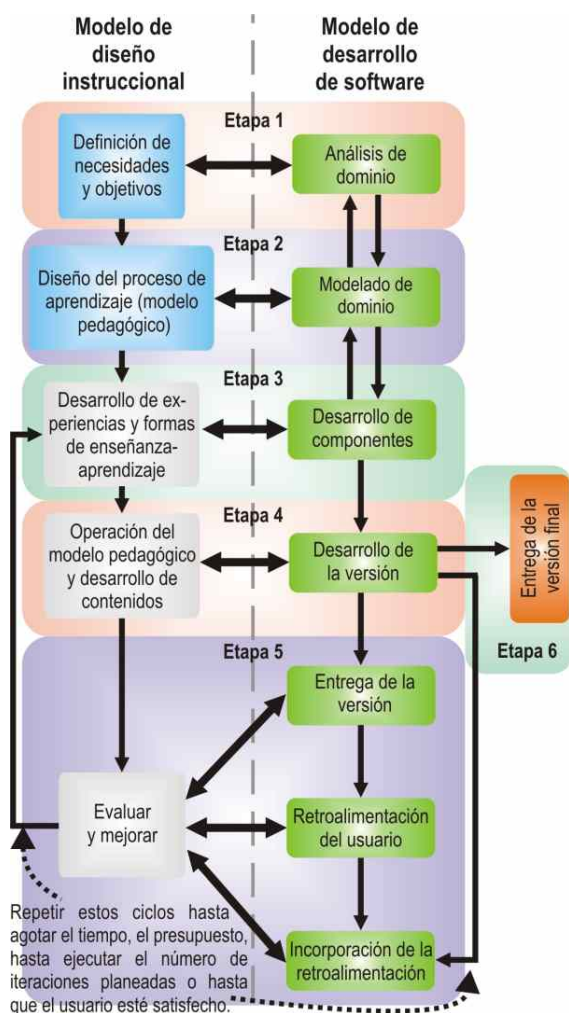 Modelo de
diseño
instruccional
Modelo de
desarrollo
de software
Etapa 1
Definición de
necesidades
y objetivos
Análisis de
dominio
Etapa 2
Diseño del proceso de
aprendizaje (modelo
pedagógico)
Modelado de
dominio
Etapa 3
Desarrollo de ex-
periencias y formas
de enseñanza-
aprendizaje
Desarrollo de
componentes
Etapa 4
Operación del
modelo pedagógico
y desarrollo de
contenidos
Desarrollo de
la versión
Entrega de la
versión final
Etapa 6
Etapa 5
Entrega de la
versión
Evaluar
y mejorar
Retroalimentación
del usuario
Incorporación de la
retroalimentación
Repetir estos ciclos hasta
agotar el tiempo, el presupuesto,
hasta ejecutar el número de
iteraciones planeadas o hasta
que el usuario esté satisfecho.